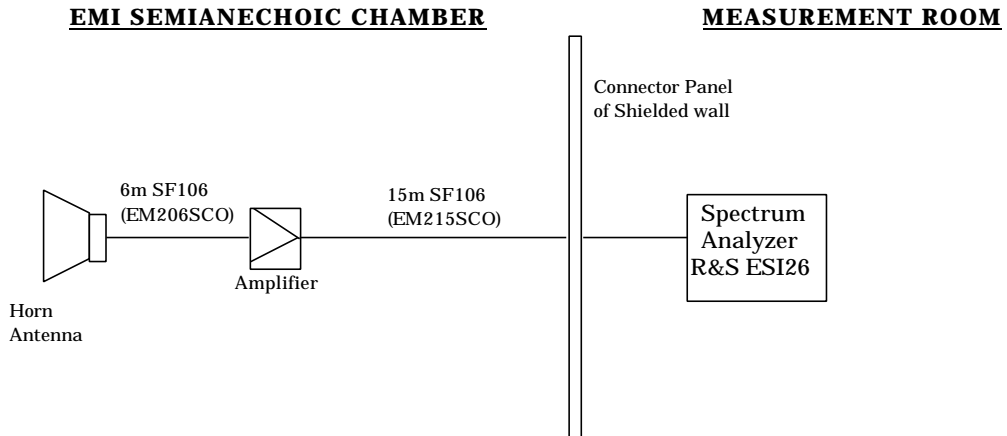 EMI SEMIANECHOIC CHAMBER
MEASUREMENT ROOM
Connector Panel
of Shielded wall
6m SF106
(EM206SCO)
15m SF106
(EM215SCO)
Spectrum
Analyzer
R&S ESI26
Amplifier
Horn
Antenna